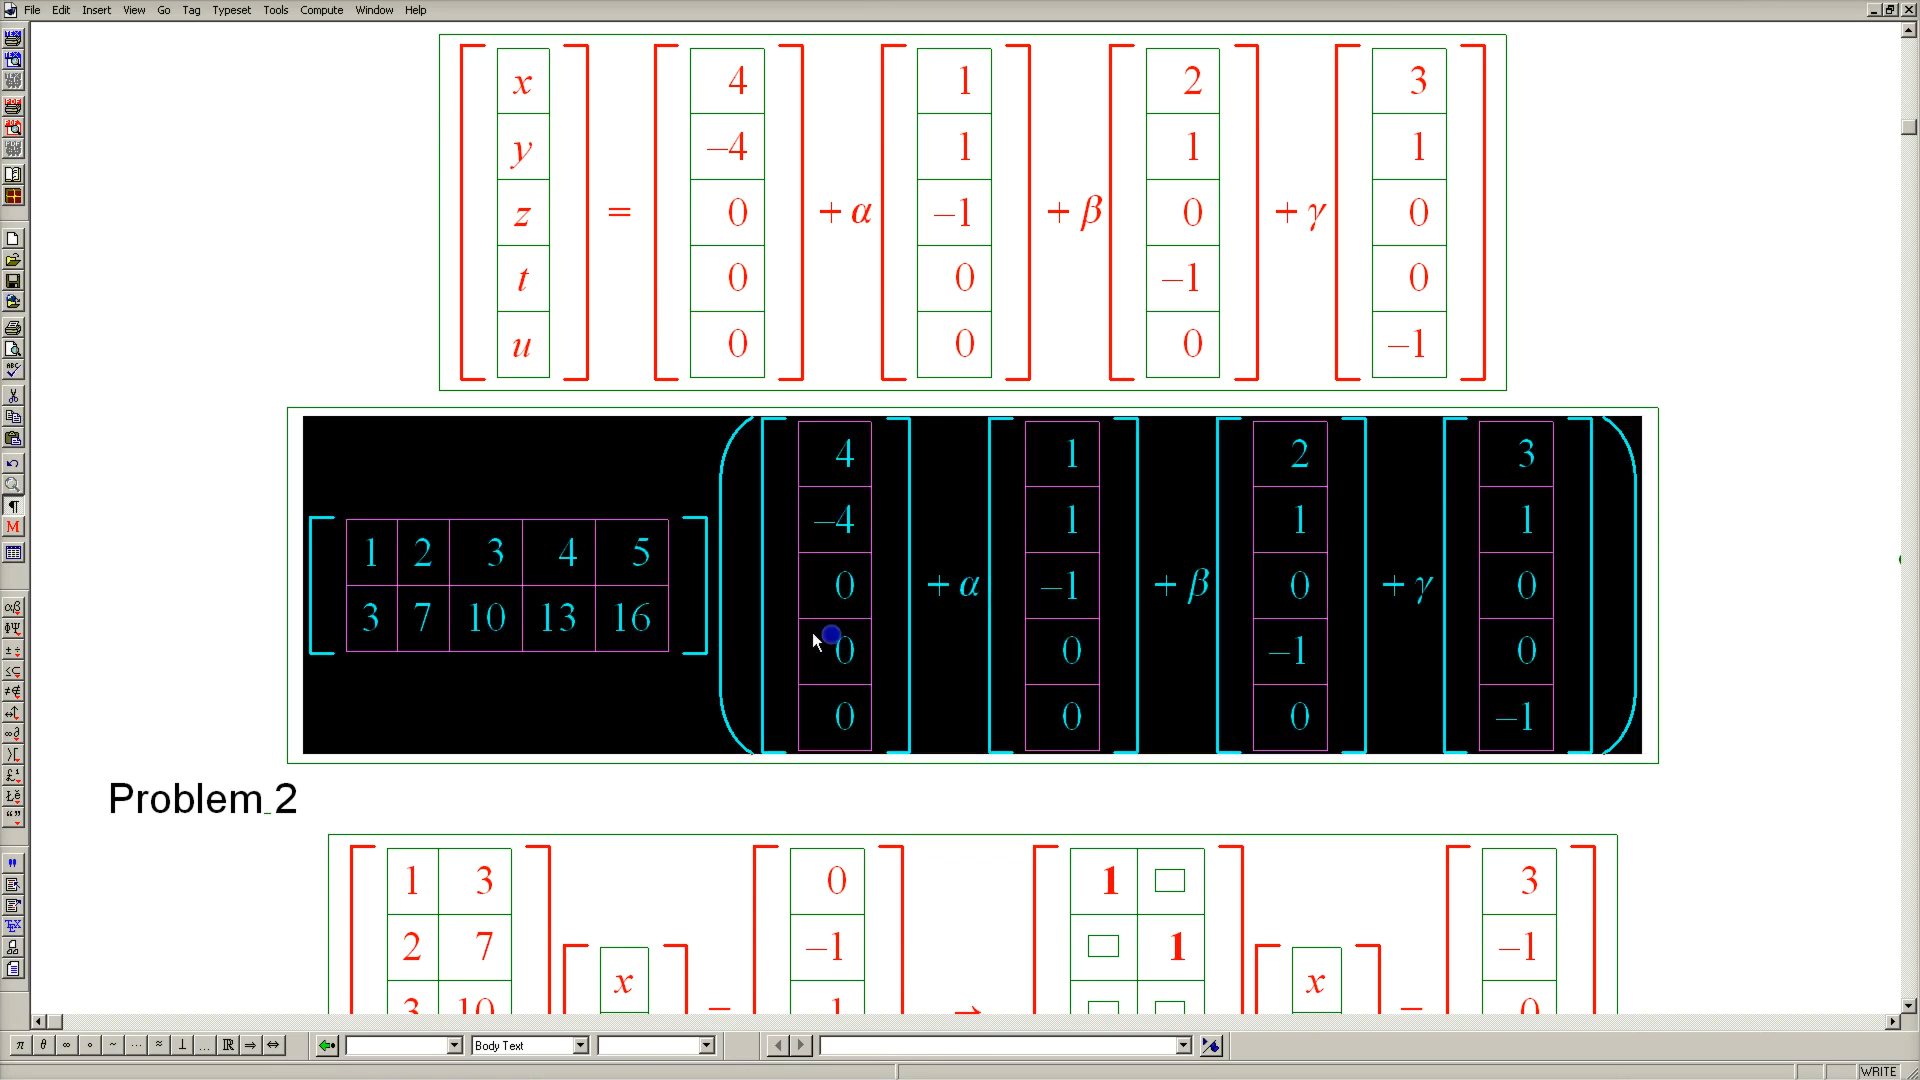 File Edit Insert View Go Tag Typeset Tools Compute Window Help
x 4 1 2 3
y –4 1 1 1
z = 0 + α –1 + β 0 + γ 0
t 0 0 –1 0
u 0 0 0 –1
4 1 2 3
–4 1 1 1
1 2 3 4 5
0 + α –1 + β 0 + γ 0
3 7 10 13 16
0 0 –1 0
0 0 0 –1
Problem 2
1 3 0 1 3
2 7 –1 1 –1
x x
3 10 = 1 → = 0
Body Text
WRITE